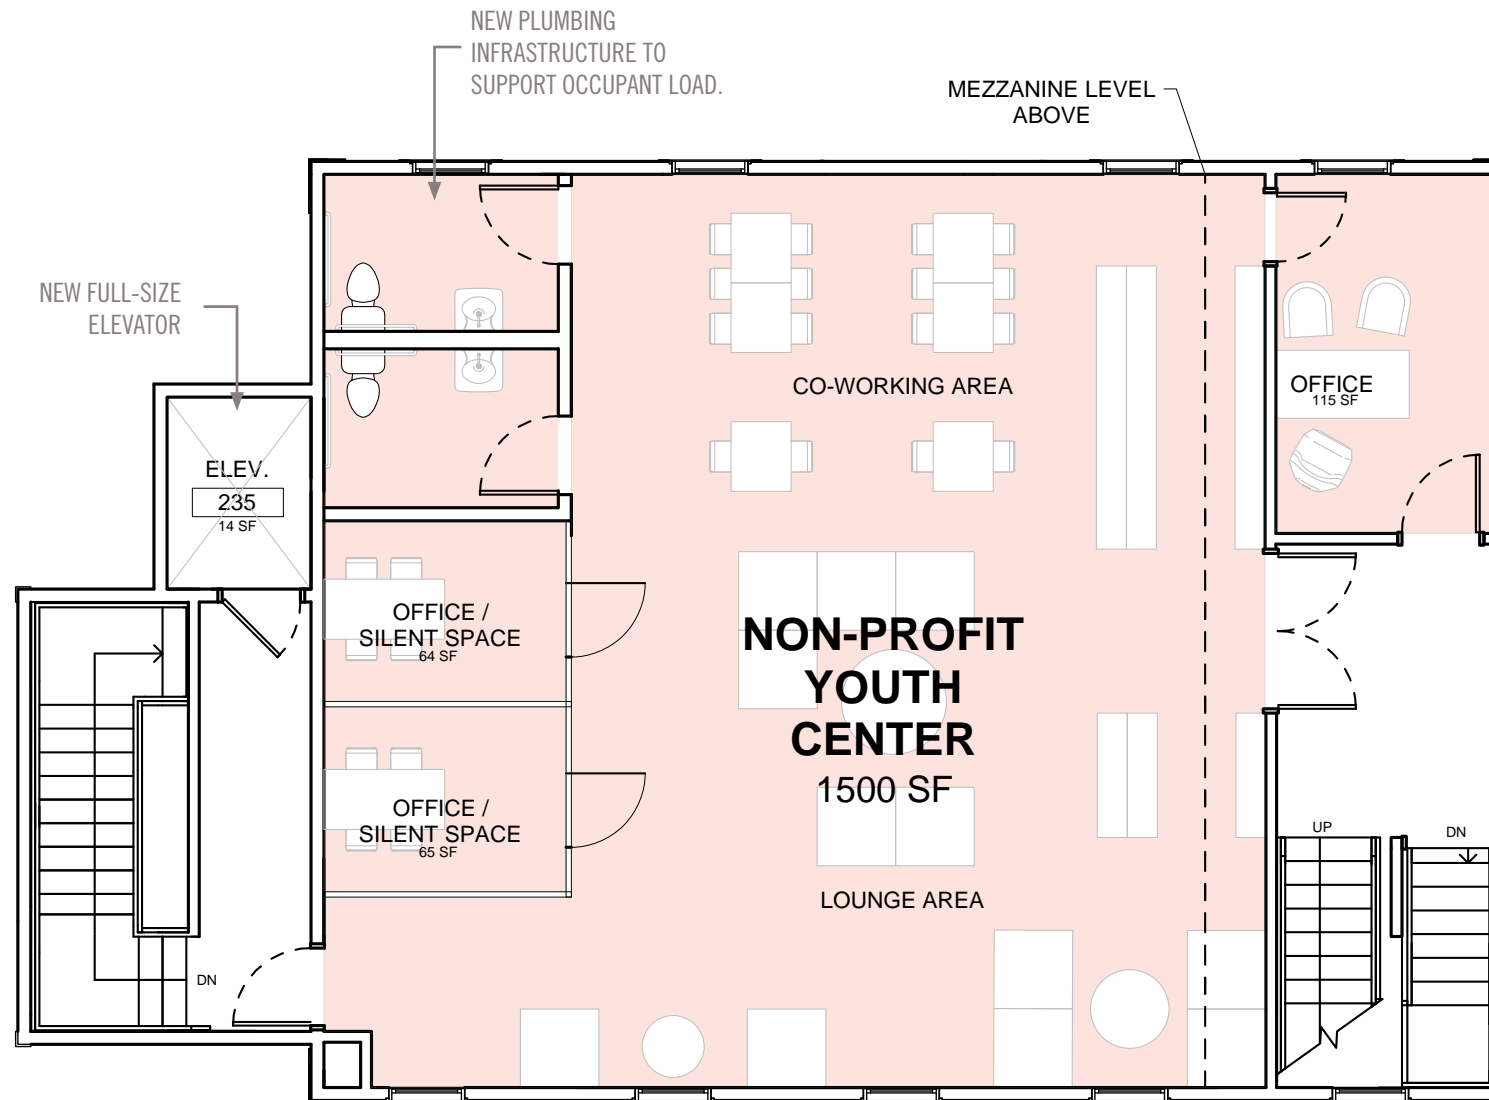 NEW PLUMBING
INFRASTRUCTURE TO
SUPPORT OCCUPANT LOAD.
MEZZANINE LEVEL
ABOVE
NEW FULL-SIZE
ELEVATOR
CO-WORKING AREA
OFFICE
115 SF
ELEV.
235
14 SF
OFFICE /
SILENT SPACE
64 SF
NON-PROFIT
YOUTH
CENTER
1500 SF
OFFICE /
SILENT SPACE
65 SF
UP
DN
LOUNGE AREA
DN